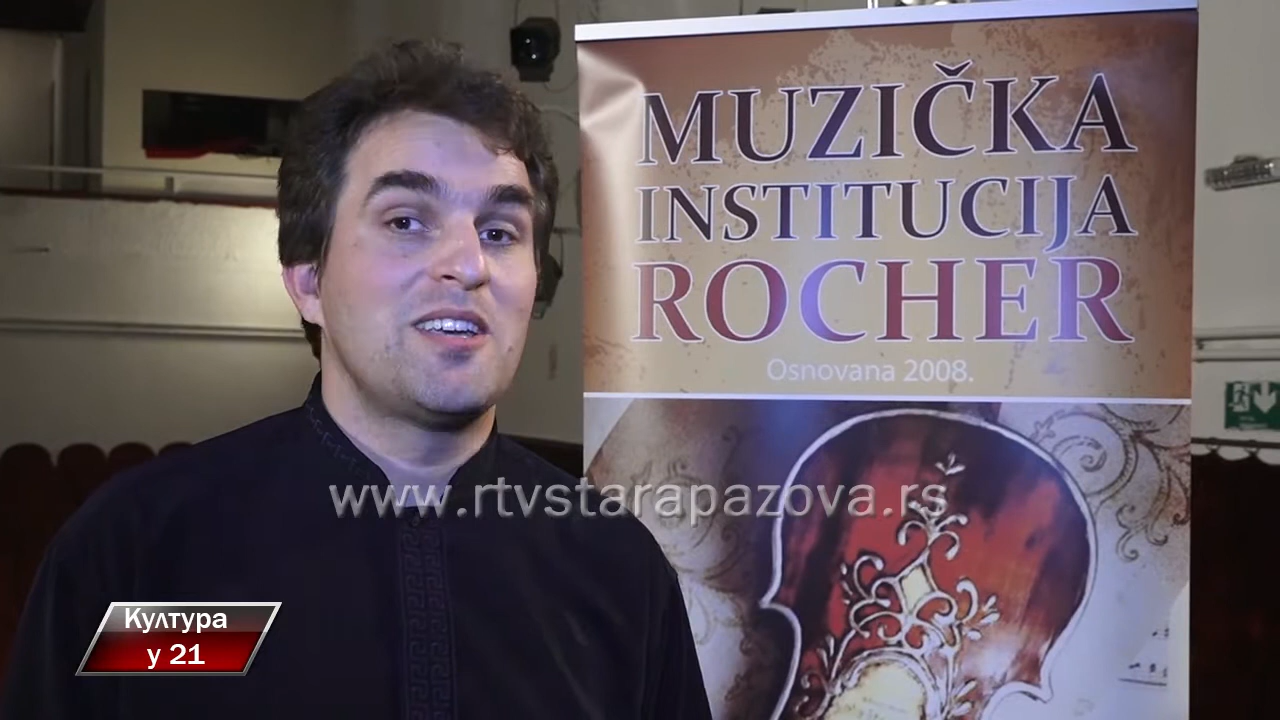 MUZIČKA
INSTITUCIJA
ROCHER
Osnovana 2008.
www.rtvstarapazova.rs
Култура
у 21